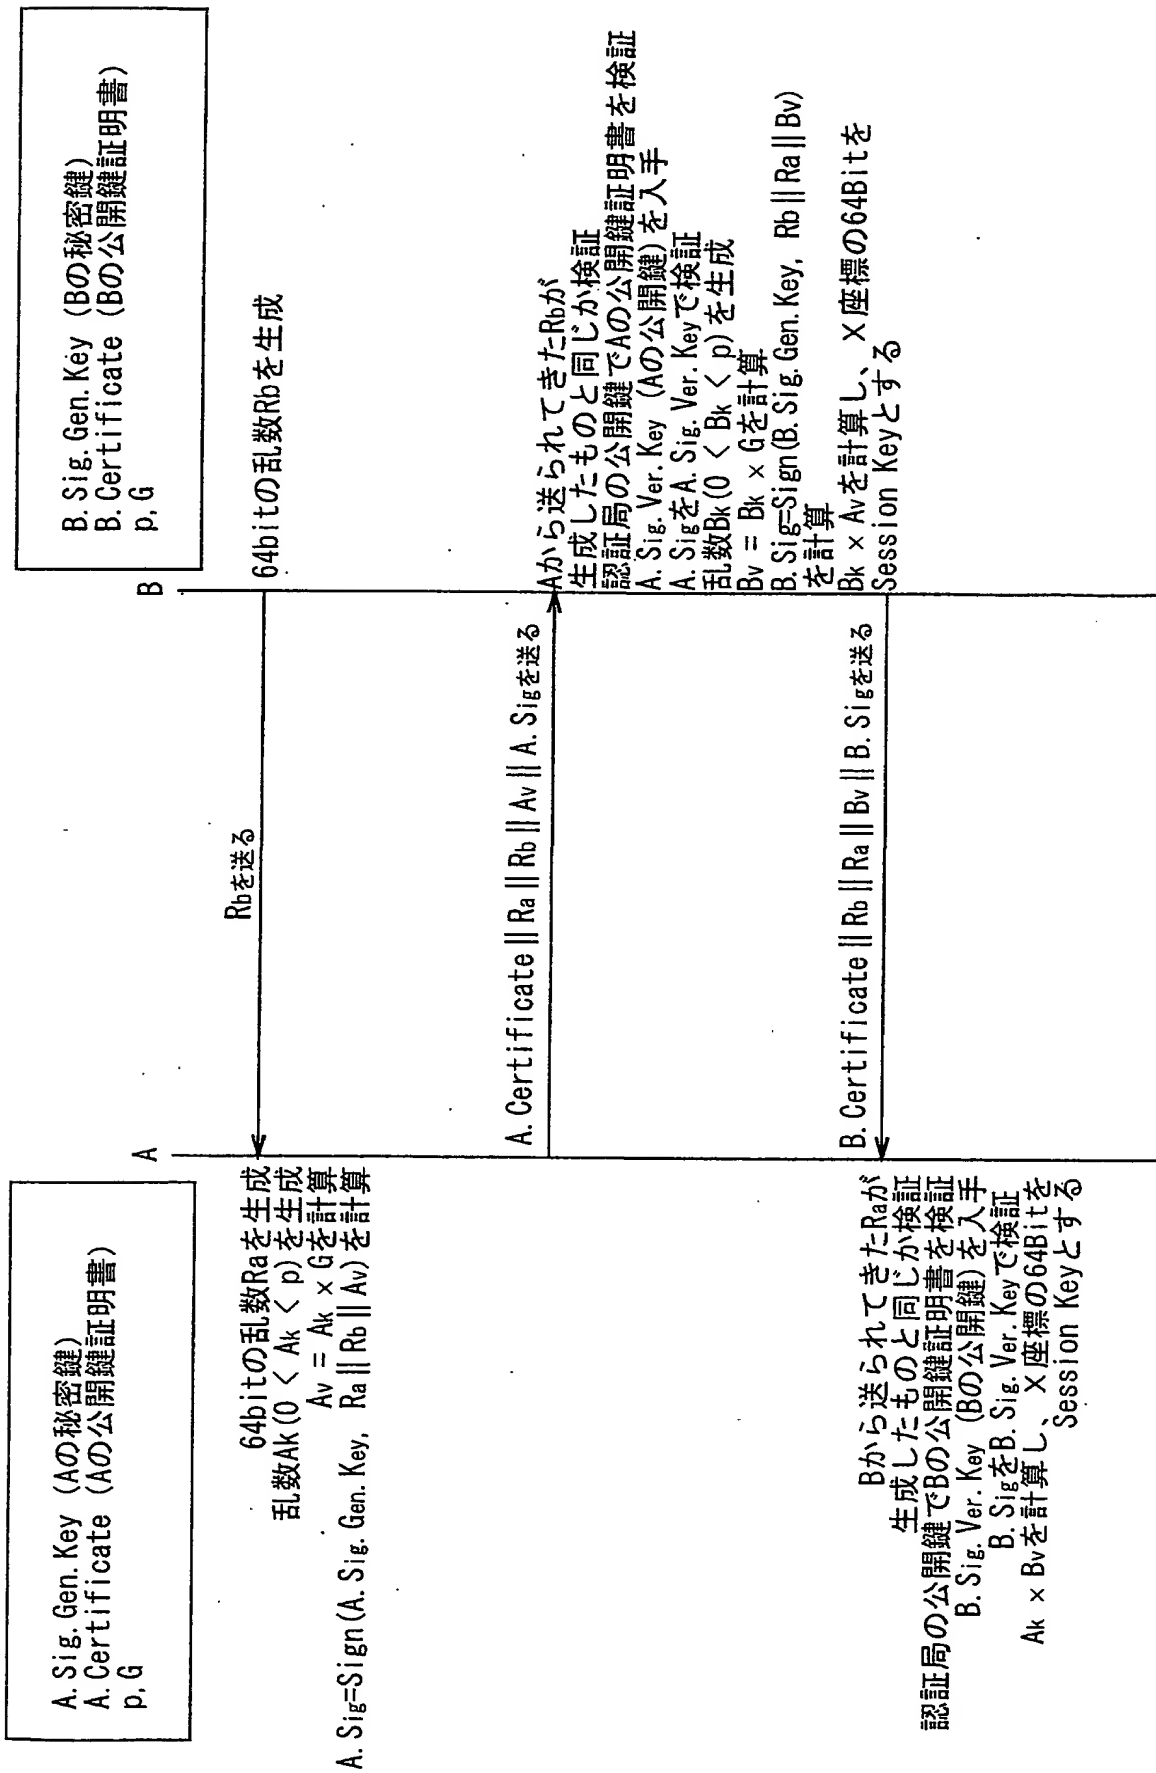 A. Sig. Gen. Key (Aの秘密鍵)
A. Certificate (Aの公開鍵証明書)
p, G
B. Sig. Gen. Key (Bの秘密鍵)
B. Certificate (Bの公開鍵証明書)
p, G
A
B
64bitの乱数Rbを生成
Rbを送る
64bitの乱数Raを生成
乱数Ak(0 < Ak < p)を生成
Av = Ak × Gを計算
A. Sig=Sign(A. Sig. Gen. Key, Ra || Rb || Av)を計算
A. Certificate || Ra || Rb || Av || A. Sigを送る
Aから送られてきたRbが
生成したものと同じか検証
認証局の公開鍵でAの公開鍵証明書を検証
A. Sig. Ver. Key (Aの公開鍵)を入手
A. SigをA. Sig. Ver. Keyで検証
乱数Bk(0 < Bk < p)を生成
Bv = Bk × Gを計算
B. Sig=Sign(B. Sig. Gen. Key, Rb || Ra || Bv)
を計算
Bk × Avを計算し、X座標の64Bitを
Session Keyとする
B. Certificate || Rb || Ra || Bv || B. Sigを送る
Bから送られてきたRaが
生成したものと同じか検証
認証局の公開鍵でBの公開鍵証明書を検証
B. Sig. Ver. Key (Bの公開鍵)を入手
B. SigをB. Sig. Ver. Keyで検証
Ak × Bvを計算し、X座標の64Bitを
Session Keyとする